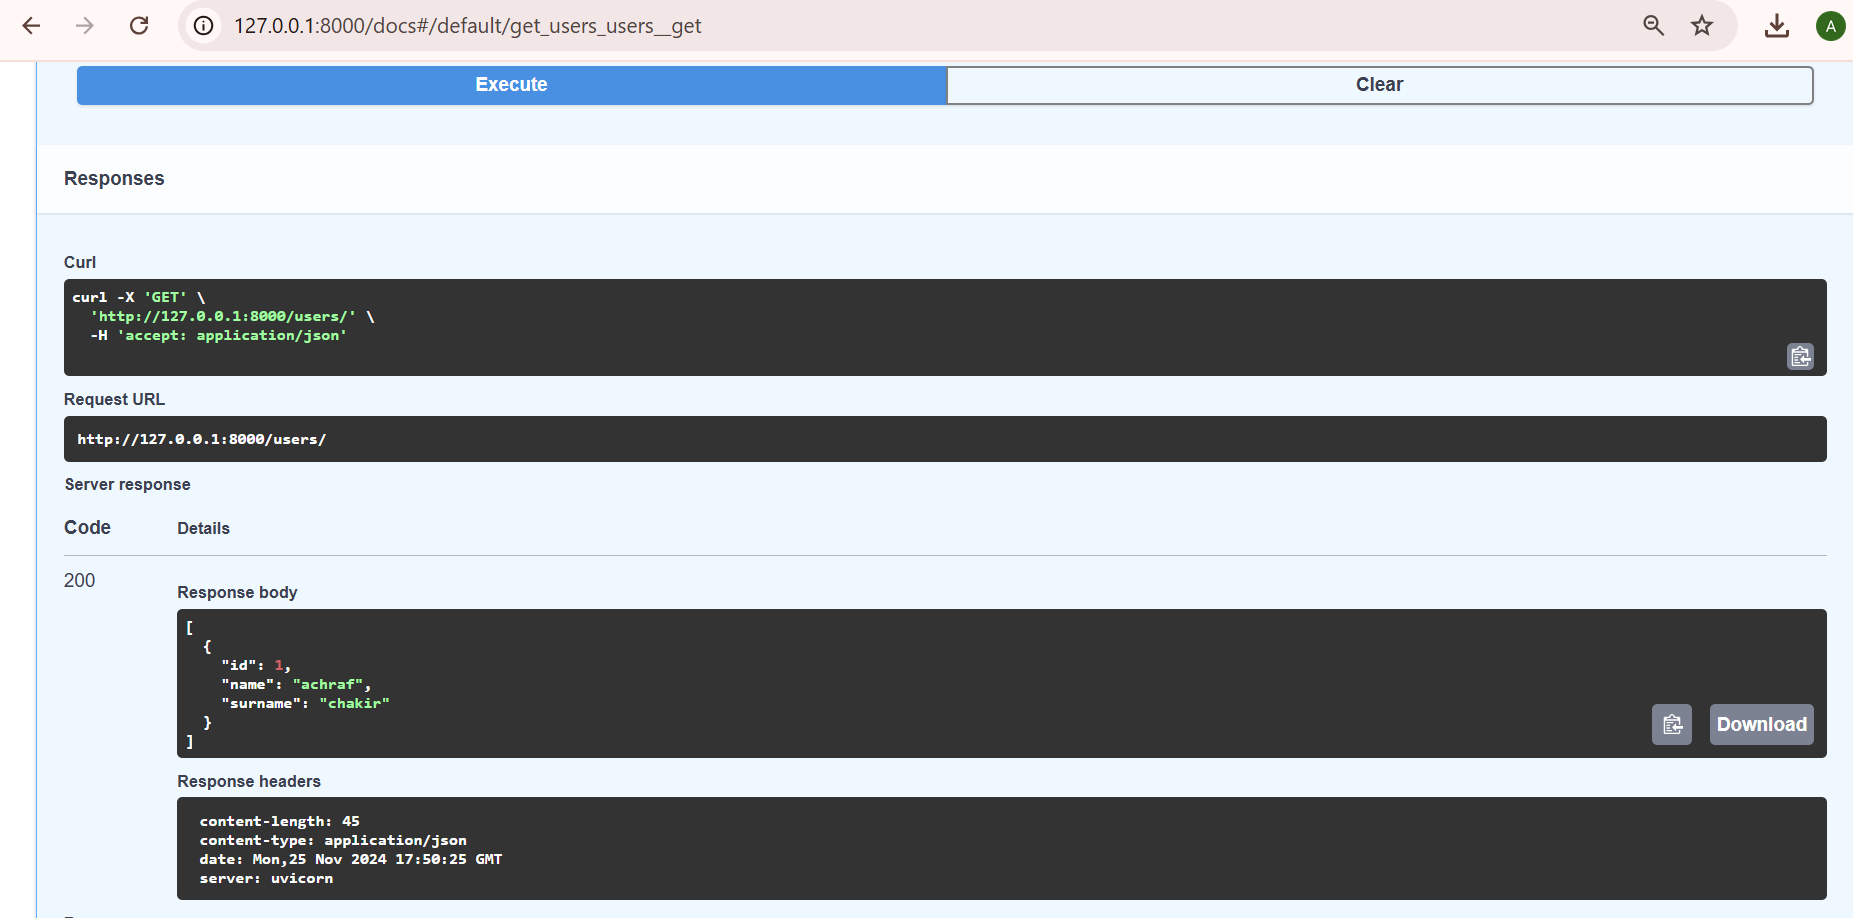 127.0.0.1:8000/docs#/default/get_users_users__get
A
Execute
Clear
Responses
Curl
curl -X 'GET' \
'http://127.0.0.1:8000/users/' \
-H 'accept: application/json'
Request URL
http://127.0.0.1:8000/users/
Server response
Code Details
200
Response body
[
{
"id": 1,
"name": "achraf",
"surname": "chakir"
}
]
Download
Response headers
content-length: 45
content-type: application/json
date: Mon,25 Nov 2024 17:50:25 GMT
server: uvicorn